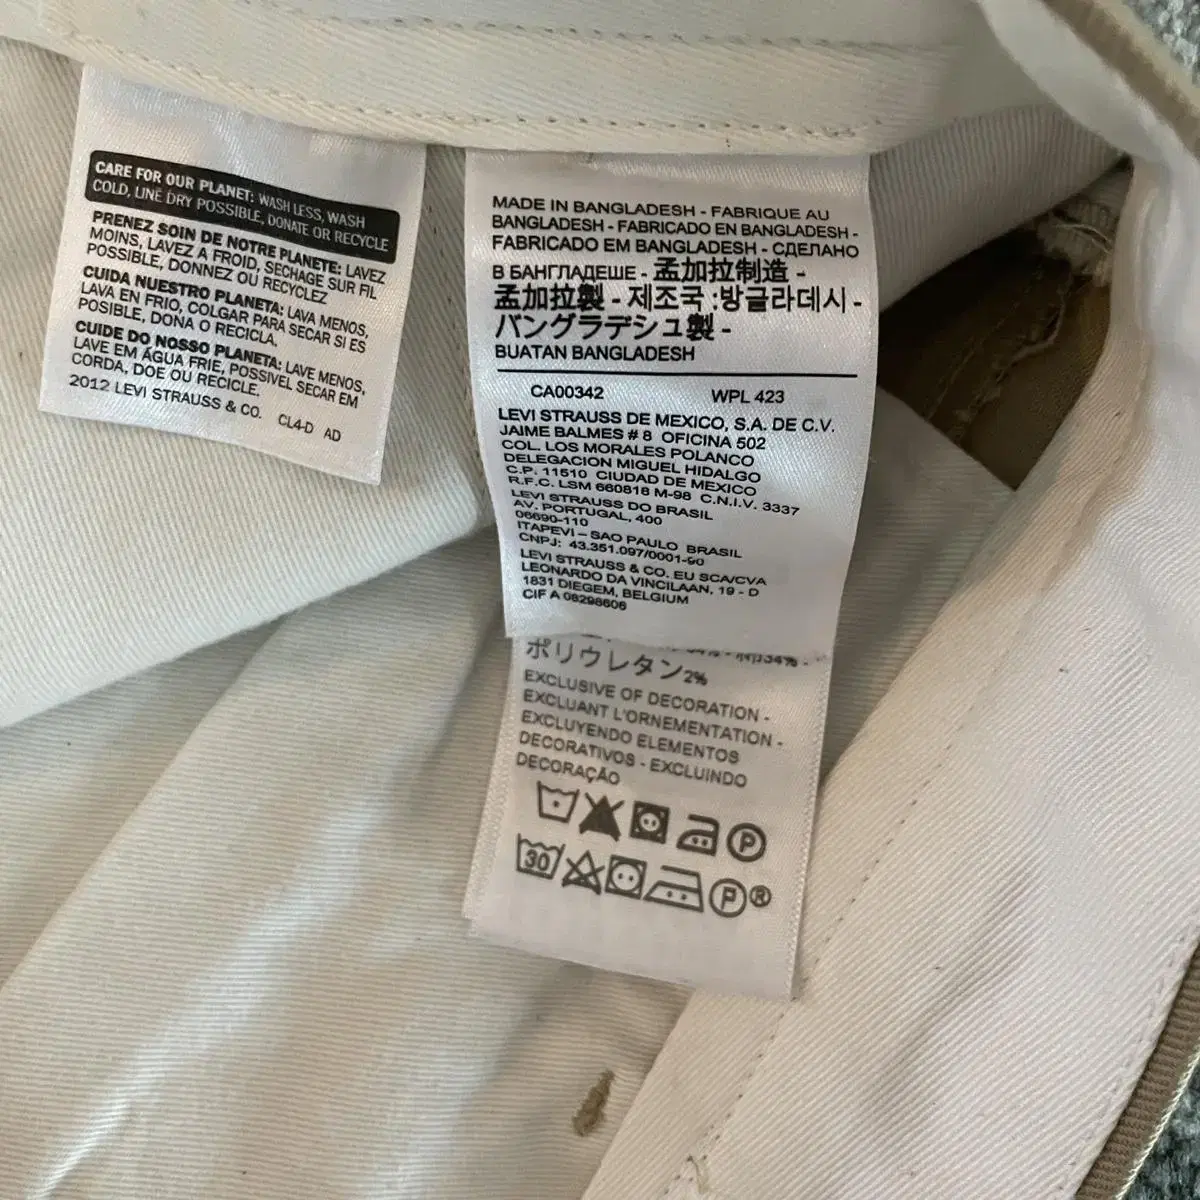 CARE FOR OUR PLANET: WASH LESS, WASH
COLD, LINE DRY POSSIBLE, DONATE OR RECYCLE
PRENEZ SOIN DE NOTRE PLANETE: LAVEZ
MOINS, LAVEZ A FROID, SECHAGE SUR FIL
POSSIBLE, DONNEZ OU RECYCLEZ
CUIDA NUESTRO PLANETA: LAVA MENOS,
LAVA EN FRIO, COLGAR PARA SECAR SI ES
POSIBLE, DONA O RECICLA.
CUIDE DO NOSSO PLANETA: LAVE MENOS,
LAVE EM ÁGUA FRIE, POSSIVEL SECAR EM
CORDA, DOE OU RECICLE.
2012 LEVI STRAUSS & CO. CL4-D AD
MADE IN BANGLADESH - FABRIQUE AU
BANGLADESH - FABRICADO EN BANGLADESH -
FABRICADO EM BANGLADESH - СДЕЛАНО
В БАНГЛАДЕШЕ - 孟加拉制造 -
孟加拉製 - 제조국 :방글라데시 -
バングラデシュ製 -
BUATAN BANGLADESH
CA00342 WPL 423
LEVI STRAUSS DE MEXICO, S.A. DE C.V.
JAIME BALMES # 8 OFICINA 502
COL. LOS MORALES POLANCO
DELEGACION MIGUEL HIDALGO
C.P. 11510 CIUDAD DE MEXICO
R.F.C. LSM 660818 M-98 C.N.I.V. 3337
LEVI STRAUSS DO BRASIL
AV. PORTUGAL, 400
06690-110
ITAPEVI – SAO PAULO BRASIL
CNPJ: 43.351.097/0001-90
LEVI STRAUSS & CO. EU SCA/CVA
LEONARDO DA VINCILAAN, 19 - D
1831 DIEGEM, BELGIUM
CIF A 08298606
34% -
ポリウレタン2%
EXCLUSIVE OF DECORATION -
EXCLUANT L'ORNEMENTATION -
EXCLUYENDO ELEMENTOS
DECORATIVOS - EXCLUINDO
DECORAÇÃO
P
30 P®